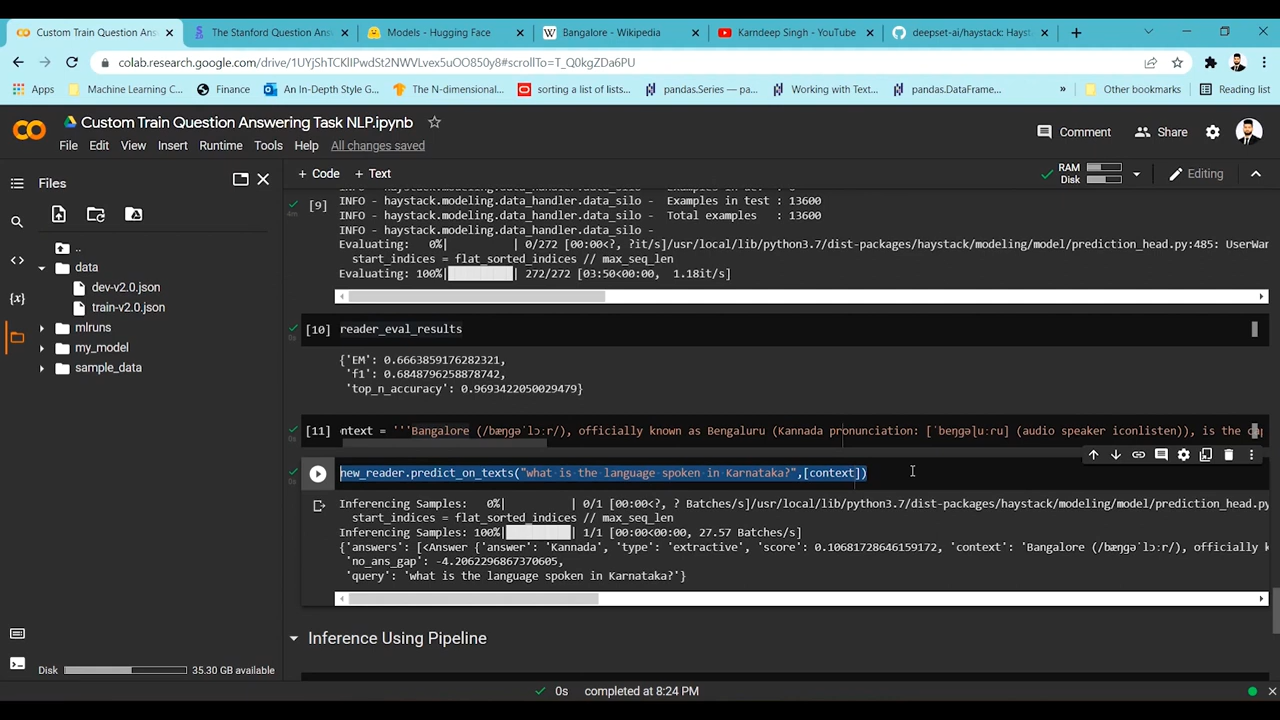 Custom Train Question Ans
The Stanford Question Ans
Models - Hugging Face
Bangalore - Wikipedia
Karndeep Singh - YouTube
deepset-ai/haystack: Hays
colab.research.google.com/drive/1UYjShTCKlIPwdSt2NWVLvex5uOO850y8#scrollTo=T_Q0kgZDa6PU
Apps
Machine Learning C...
Finance
An In-Depth Style G...
The N-dimensional...
sorting a list of lists...
pandas.Series — pa...
Working with Text...
pandas.DataFrame...
»
Other bookmarks
Reading list
Custom Train Question Answering Task NLP.ipynb
File Edit View Insert Runtime Tools Help All changes saved
Comment
Share
Files
+ Code + Text
RAM
Disk
Editing
..
data
dev-v2.0.json
train-v2.0.json
mlruns
my_model
sample_data
Disk
35.30 GB available
INFO - haystack.modeling.data_handler.data_silo -
[9]
4m
INFO - haystack.modeling.data_handler.data_silo - Examples in test : 13600
INFO - haystack.modeling.data_handler.data_silo - Total examples : 13600
INFO - haystack.modeling.data_handler.data_silo -
Evaluating: 0%| | 0/272 [00:00<?, ?it/s]/usr/local/lib/python3.7/dist-packages/haystack/modeling/model/prediction_head.py:485: UserWar
start_indices = flat_sorted_indices // max_seq_len
Evaluating: 100%| | 272/272 [03:50<00:00, 1.18it/s]
[10] reader_eval_results
0s
{'EM': 0.6663859176282321,
'f1': 0.6848796258878742,
'top_n_accuracy': 0.9693422050029479}
[11] ontext = '''Bangalore (/bæŋɡəˈlɔːr/), officially known as Bengaluru (Kannada pronunciation: [ˈbeŋɡəɭuːru] (audio speaker iconlisten)), is the cap
0s
new_reader.predict_on_texts("what is the language spoken in Karnataka?",[context])
0s
Inferencing Samples: 0%| | 0/1 [00:00<?, ? Batches/s]/usr/local/lib/python3.7/dist-packages/haystack/modeling/model/prediction_head.py
start_indices = flat_sorted_indices // max_seq_len
Inferencing Samples: 100%| | 1/1 [00:00<00:00, 27.57 Batches/s]
{'answers': [<Answer {'answer': 'Kannada', 'type': 'extractive', 'score': 0.10681728646159172, 'context': 'Bangalore (/bæŋɡəˈlɔːr/), officially k
'no_ans_gap': -4.2062296867370605,
'query': 'what is the language spoken in Karnataka?'}
Inference Using Pipeline
0s completed at 8:24 PM